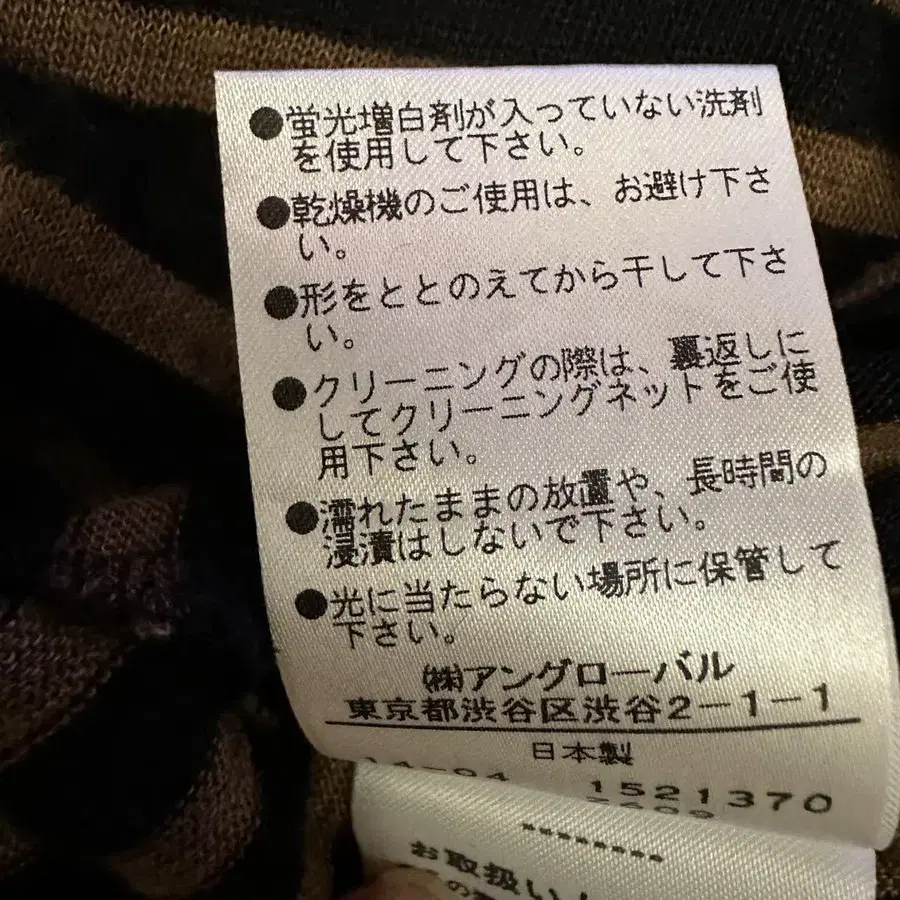 ●蛍光増白剤が入っていない洗剤
を使用して下さい。
●乾燥機のご使用は、お避け下さ
い。
●形をととのえてから干して下さ
い。
●クリーニングの際は、裏返しに
してクリーニングネットをご使
用下さい。
●濡れたままの放置や、長時間の
浸漬はしないで下さい。
●光に当たらない場所に保管して
下さい。
㈱アングローバル
東京都渋谷区渋谷2-1-1
日本製
14-04 1521370
お取扱い